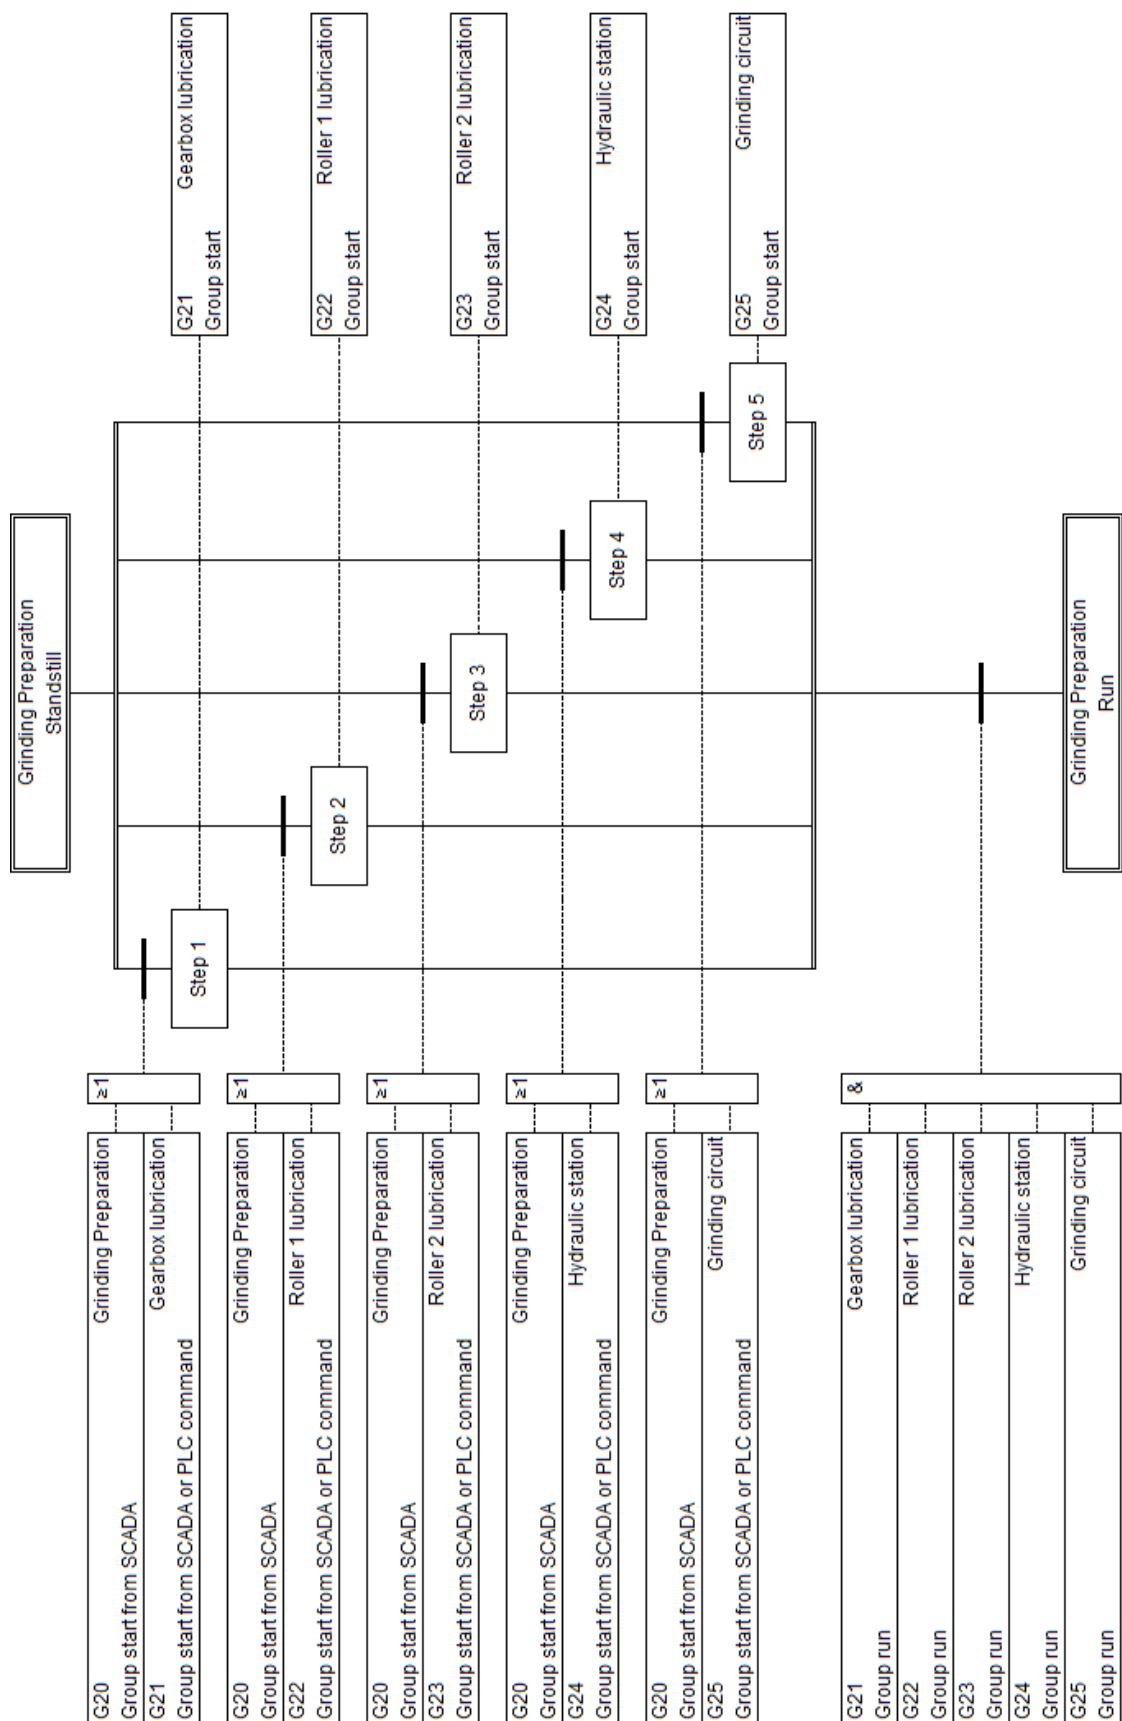 Grinding Preparation
Standstill
G20 Grinding Preparation
Group start from SCADA
G21 Gearbox lubrication
Group start from SCADA or PLC command
≥1
Step 1
G21 Gearbox lubrication
Group start
G20 Grinding Preparation
Group start from SCADA
G22 Roller 1 lubrication
Group start from SCADA or PLC command
≥1
Step 2
G22 Roller 1 lubrication
Group start
G20 Grinding Preparation
Group start from SCADA
G23 Roller 2 lubrication
Group start from SCADA or PLC command
≥1
Step 3
G23 Roller 2 lubrication
Group start
G20 Grinding Preparation
Group start from SCADA
G24 Hydraulic station
Group start from SCADA or PLC command
≥1
Step 4
G24 Hydraulic station
Group start
G20 Grinding Preparation
Group start from SCADA
G25 Grinding circuit
Group start from SCADA or PLC command
≥1
Step 5
G25 Grinding circuit
Group start
G21 Gearbox lubrication
Group run
G22 Roller 1 lubrication
Group run
G23 Roller 2 lubrication
Group run
G24 Hydraulic station
Group run
G25 Grinding circuit
Group run
&
Grinding Preparation
Run